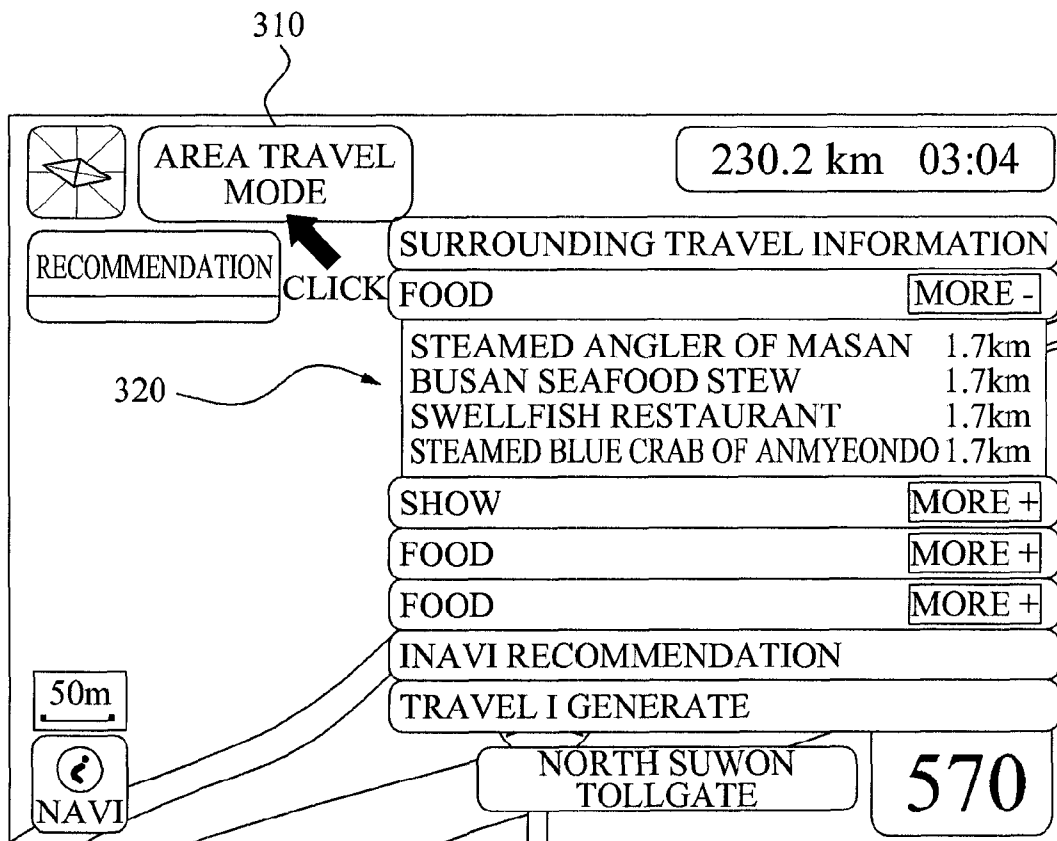 310
AREA TRAVEL
MODE
230.2 km 03:04
RECOMMENDATION
CLICK
SURROUNDING TRAVEL INFORMATION
FOOD MORE -
320
STEAMED ANGLER OF MASAN 1.7km
BUSAN SEAFOOD STEW 1.7km
SWELLFISH RESTAURANT 1.7km
STEAMED BLUE CRAB OF ANMYEONDO 1.7km
SHOW MORE +
FOOD MORE +
FOOD MORE +
INAVI RECOMMENDATION
TRAVEL I GENERATE
50m
NAVI
NORTH SUWON
TOLLGATE
570